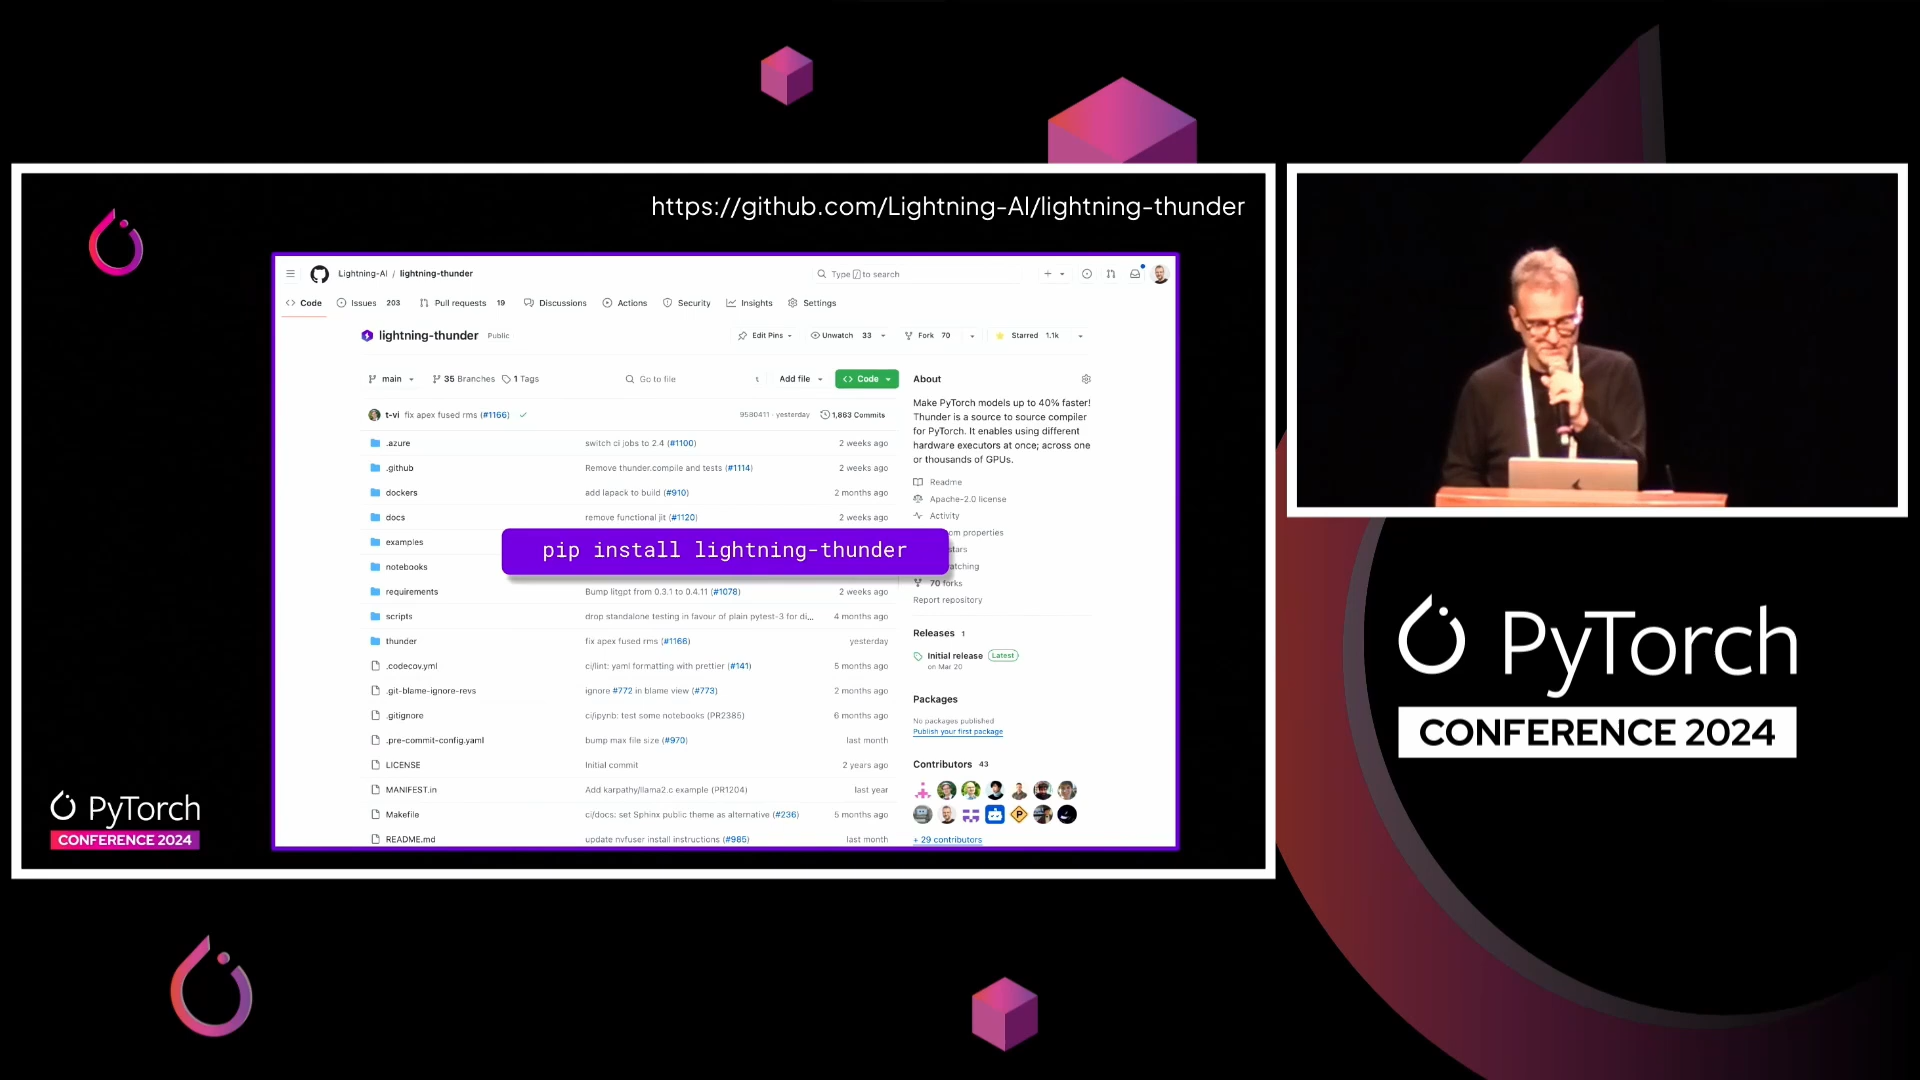 https://github.com/Lightning-AI/lightning-thunder
Lightning-AI / lightning-thunder
Type / to search
Code
Issues 203
Pull requests 19
Discussions
Actions
Security
Insights
Settings
lightning-thunder Public
Edit Pins
Unwatch 33
Fork 70
Starred 1.1k
main
35 Branches
1 Tags
Go to file
t
Add file
Code
t-vi fix apex fused rms (#1166)
9580411 · yesterday
1,863 Commits
.azure switch ci jobs to 2.4 (#1100) 2 weeks ago
.github Remove thunder.compile and tests (#1114) 2 weeks ago
dockers add lapack to build (#910) 2 months ago
docs remove functional jit (#1120) 2 weeks ago
examples
notebooks
pip install lightning-thunder
requirements Bump litgpt from 0.3.1 to 0.4.11 (#1078) 2 weeks ago
scripts drop standalone testing in favour of plain pytest-3 for di... 4 months ago
thunder fix apex fused rms (#1166) yesterday
.codecov.yml ci/lint: yaml formatting with prettier (#141) 5 months ago
.git-blame-ignore-revs ignore #772 in blame view (#773) 2 months ago
.gitignore ci/ipynb: test some notebooks (PR2385) 6 months ago
.pre-commit-config.yaml bump max file size (#970) last month
LICENSE Initial commit 2 years ago
MANIFEST.in Add karpathy/llama2.c example (PR1204) last year
Makefile ci/docs: set Sphinx public theme as alternative (#236) 5 months ago
README.md update nvfuser install instructions (#985) last month
About
Make PyTorch models up to 40% faster!
Thunder is a source to source compiler
for PyTorch. It enables using different
hardware executors at once; across one
or thousands of GPUs.
Readme
Apache-2.0 license
Activity
om properties
stars
atching
70 forks
Report repository
Releases 1
Initial release Latest
on Mar 20
Packages
No packages published
Publish your first package
Contributors 43
P
+ 29 contributors
PyTorch
CONFERENCE 2024
PyTorch
CONFERENCE 2024